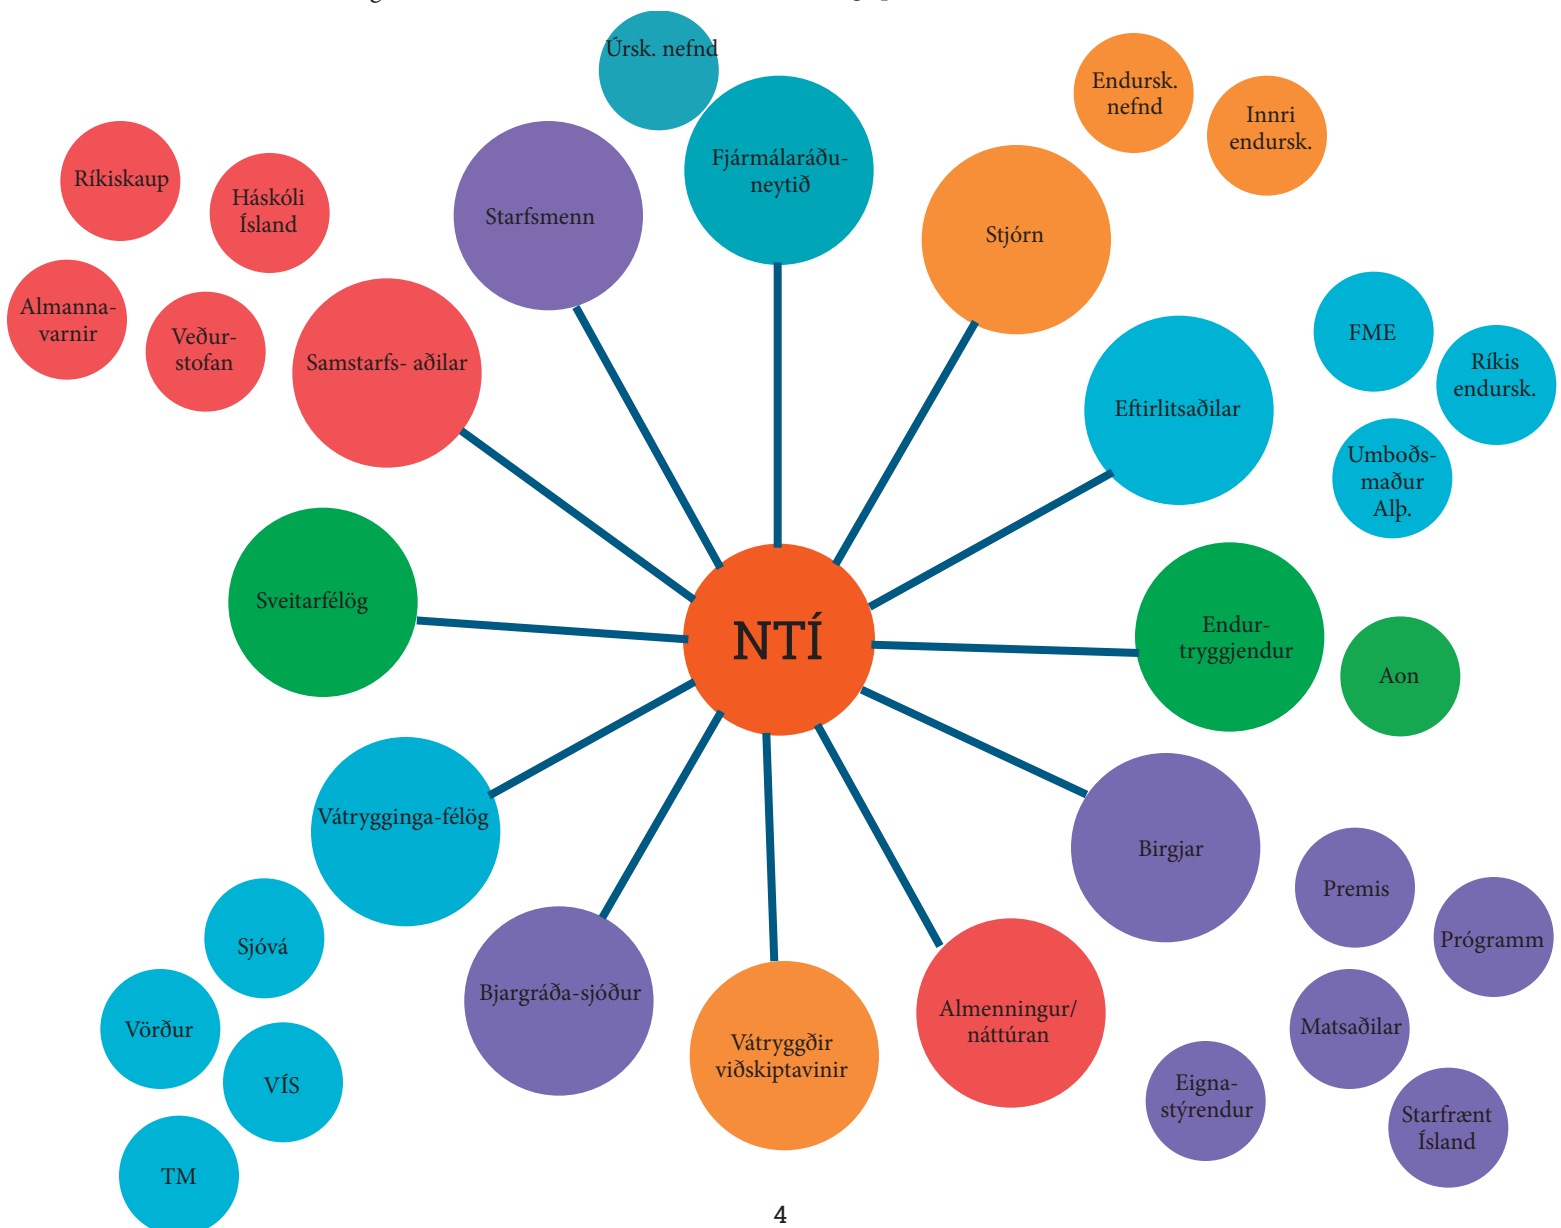 Úrsk. nefnd
Fjármálaráðu-
neytið
Endursk.
nefnd
Innri
endursk.
Stjórn
Starfsmenn
Ríkiskaup
Háskóli
Ísland
Almanna-
varnir
Veður-
stofan
Samstarfs- aðilar
Eftirlitsaðilar
FME
Ríkis
endursk.
Umboðs-
maður
Alþ.
Sveitarfélög
NTÍ
Endur-
tryggjendur
Aon
Vátrygginga-félög
Sjóvá
Vörður
VÍS
TM
Bjargráða-sjóður
Vátryggðir
viðskiptavinir
Almenningur/
náttúran
Birgjar
Premis
Prógramm
Matsaðilar
Eigna-
stýrendur
Starfrænt
Ísland
4